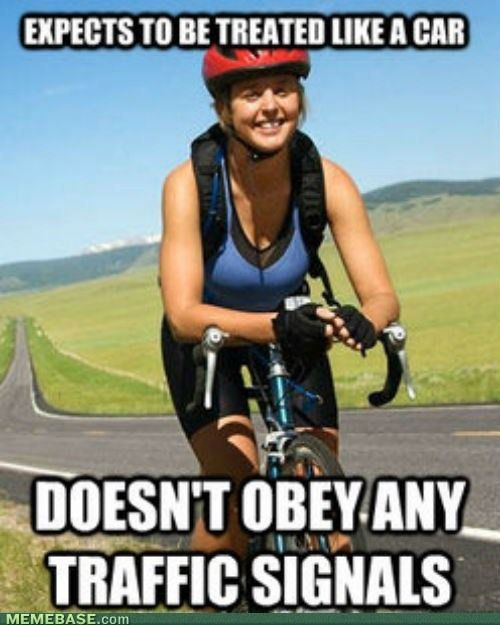 EXPECTS TO BE TREATED LIKE A CAR
DOESN'T OBEY ANY
TRAFFIC SIGNALS
MEMEBASE.com